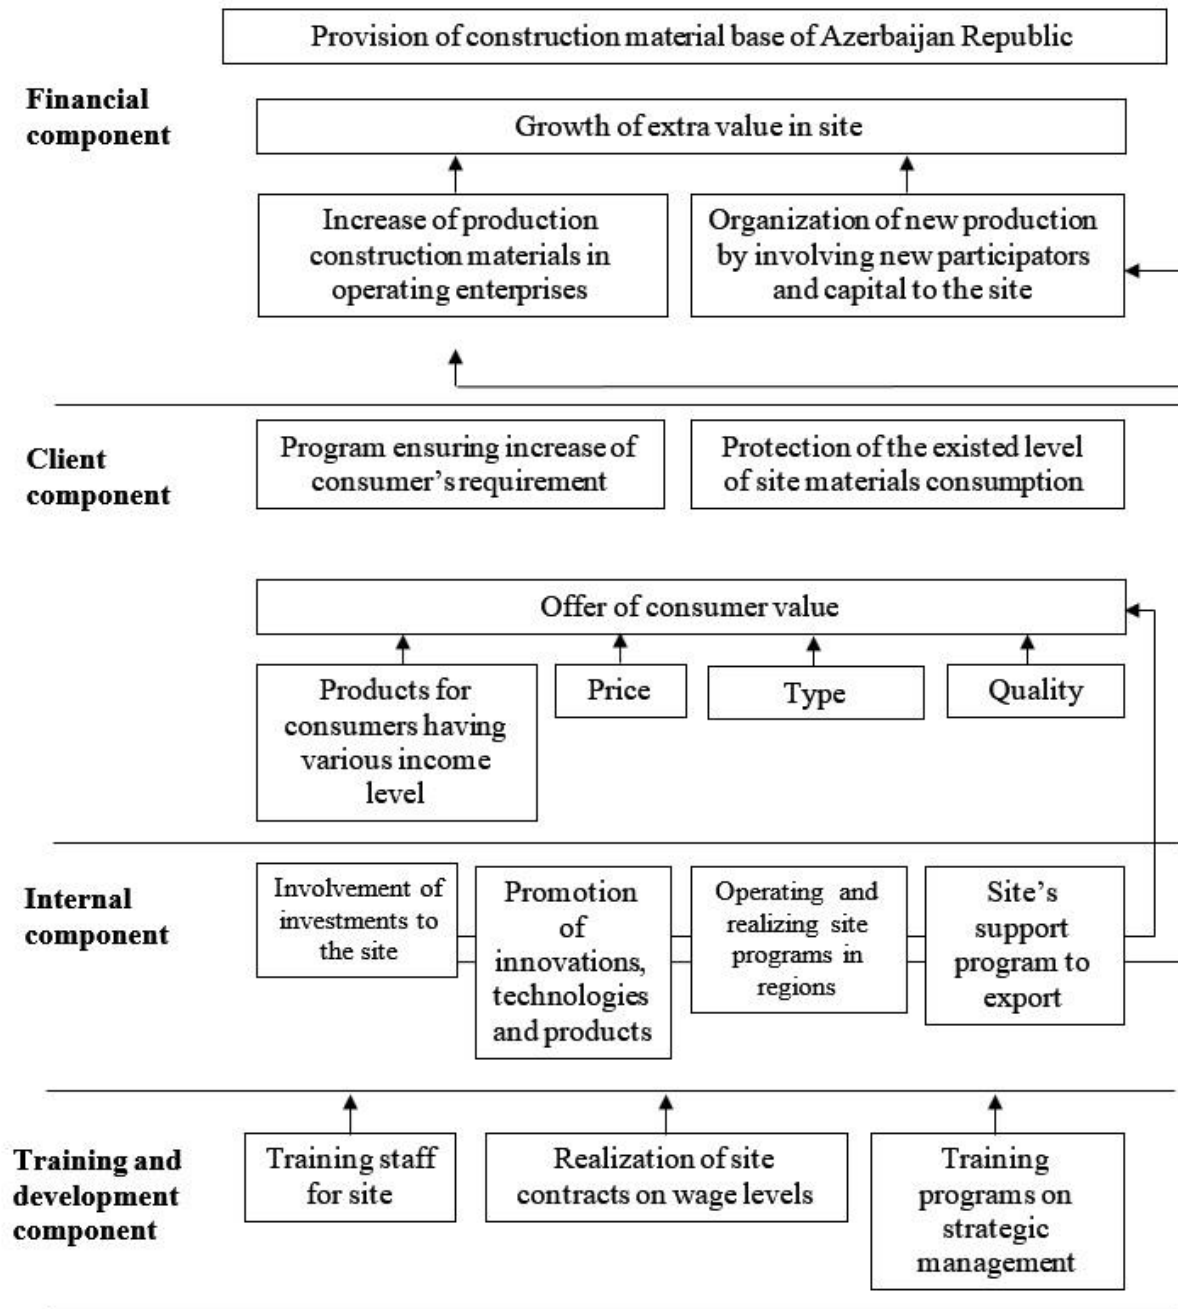 Provision of construction material base of Azerbaijan Republic
Financial
component
Growth of extra value in site
Increase of production
construction materials in
operating enterprises
Organization of new production
by involving new participators
and capital to the site
Client
component
Program ensuring increase of
consumer’s requirement
Protection of the existed level
of site materials consumption
Offer of consumer value
Products for
consumers having
various income
level
Price
Type
Quality
Internal
component
Involvement of
investments to
the site
Promotion
of
innovations,
technologies
and products
Operating and
realizing site
programs in
regions
Site’s
support
program to
export
Training and
development
component
Training staff
for site
Realization of site
contracts on wage levels
Training
programs on
strategic
management